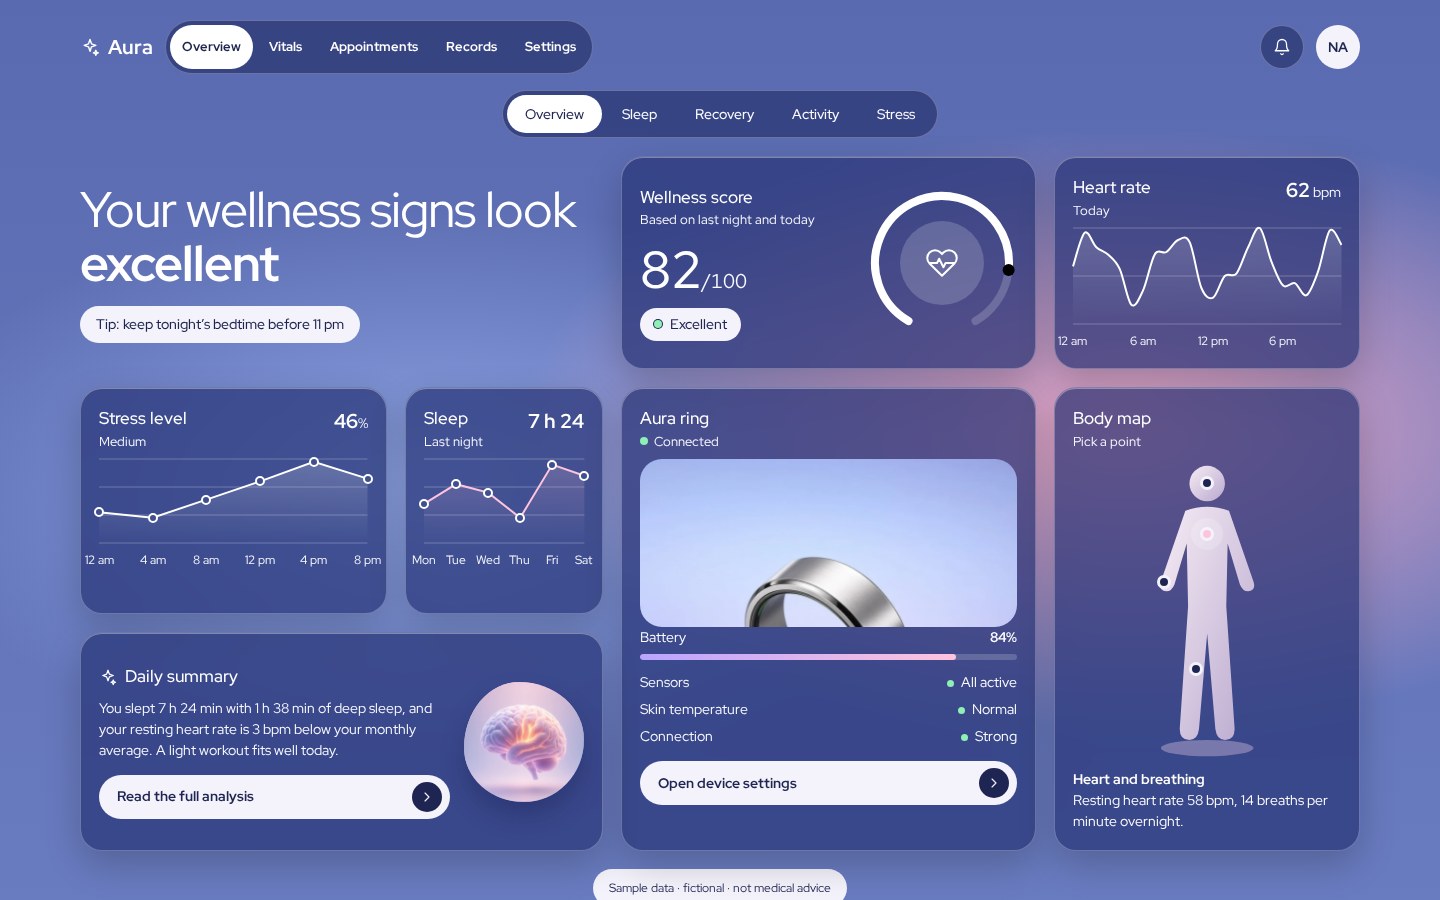 Aura
Overview
Vitals
Appointments
Records
Settings
NA
Overview
Sleep
Recovery
Activity
Stress
Your wellness signs look
excellent
Tip: keep tonight’s bedtime before 11 pm
Wellness score
Based on last night and today
82/100
Excellent
Heart rate
62 bpm
Today
12 am
6 am
12 pm
6 pm
Stress level
46%
Medium
12 am
4 am
8 am
12 pm
4 pm
8 pm
Sleep
7 h 24
Last night
Mon
Tue
Wed
Thu
Fri
Sat
Daily summary
You slept 7 h 24 min with 1 h 38 min of deep sleep, and
your resting heart rate is 3 bpm below your monthly
average. A light workout fits well today.
Read the full analysis
Aura ring
Connected
Battery
84%
Sensors
All active
Skin temperature
Normal
Connection
Strong
Open device settings
Body map
Pick a point
Heart and breathing
Resting heart rate 58 bpm, 14 breaths per
minute overnight.
Sample data · fictional · not medical advice